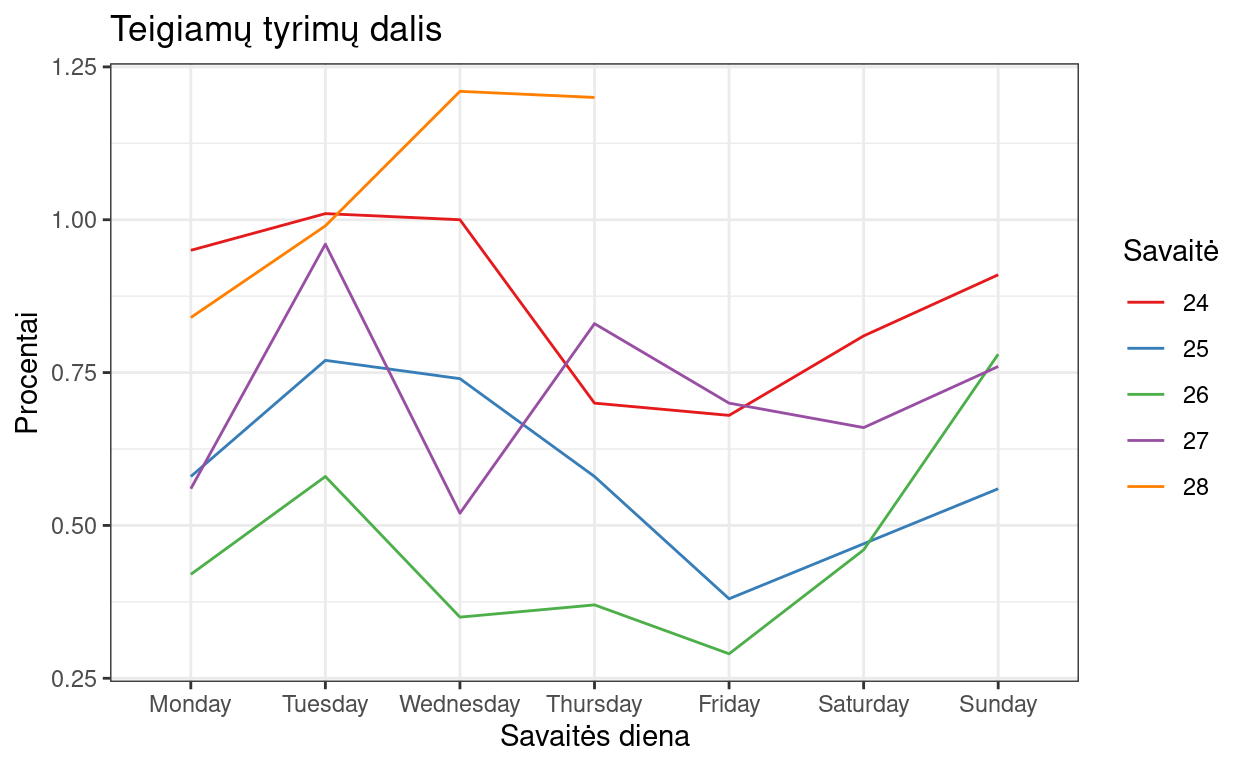 Teigiamų tyrimų dalis
1.25
1.00
0.75
0.50
0.25
Procentai
Monday
Tuesday
Wednesday
Thursday
Friday
Saturday
Sunday
Savaitės diena
Savaitė
24
25
26
27
28